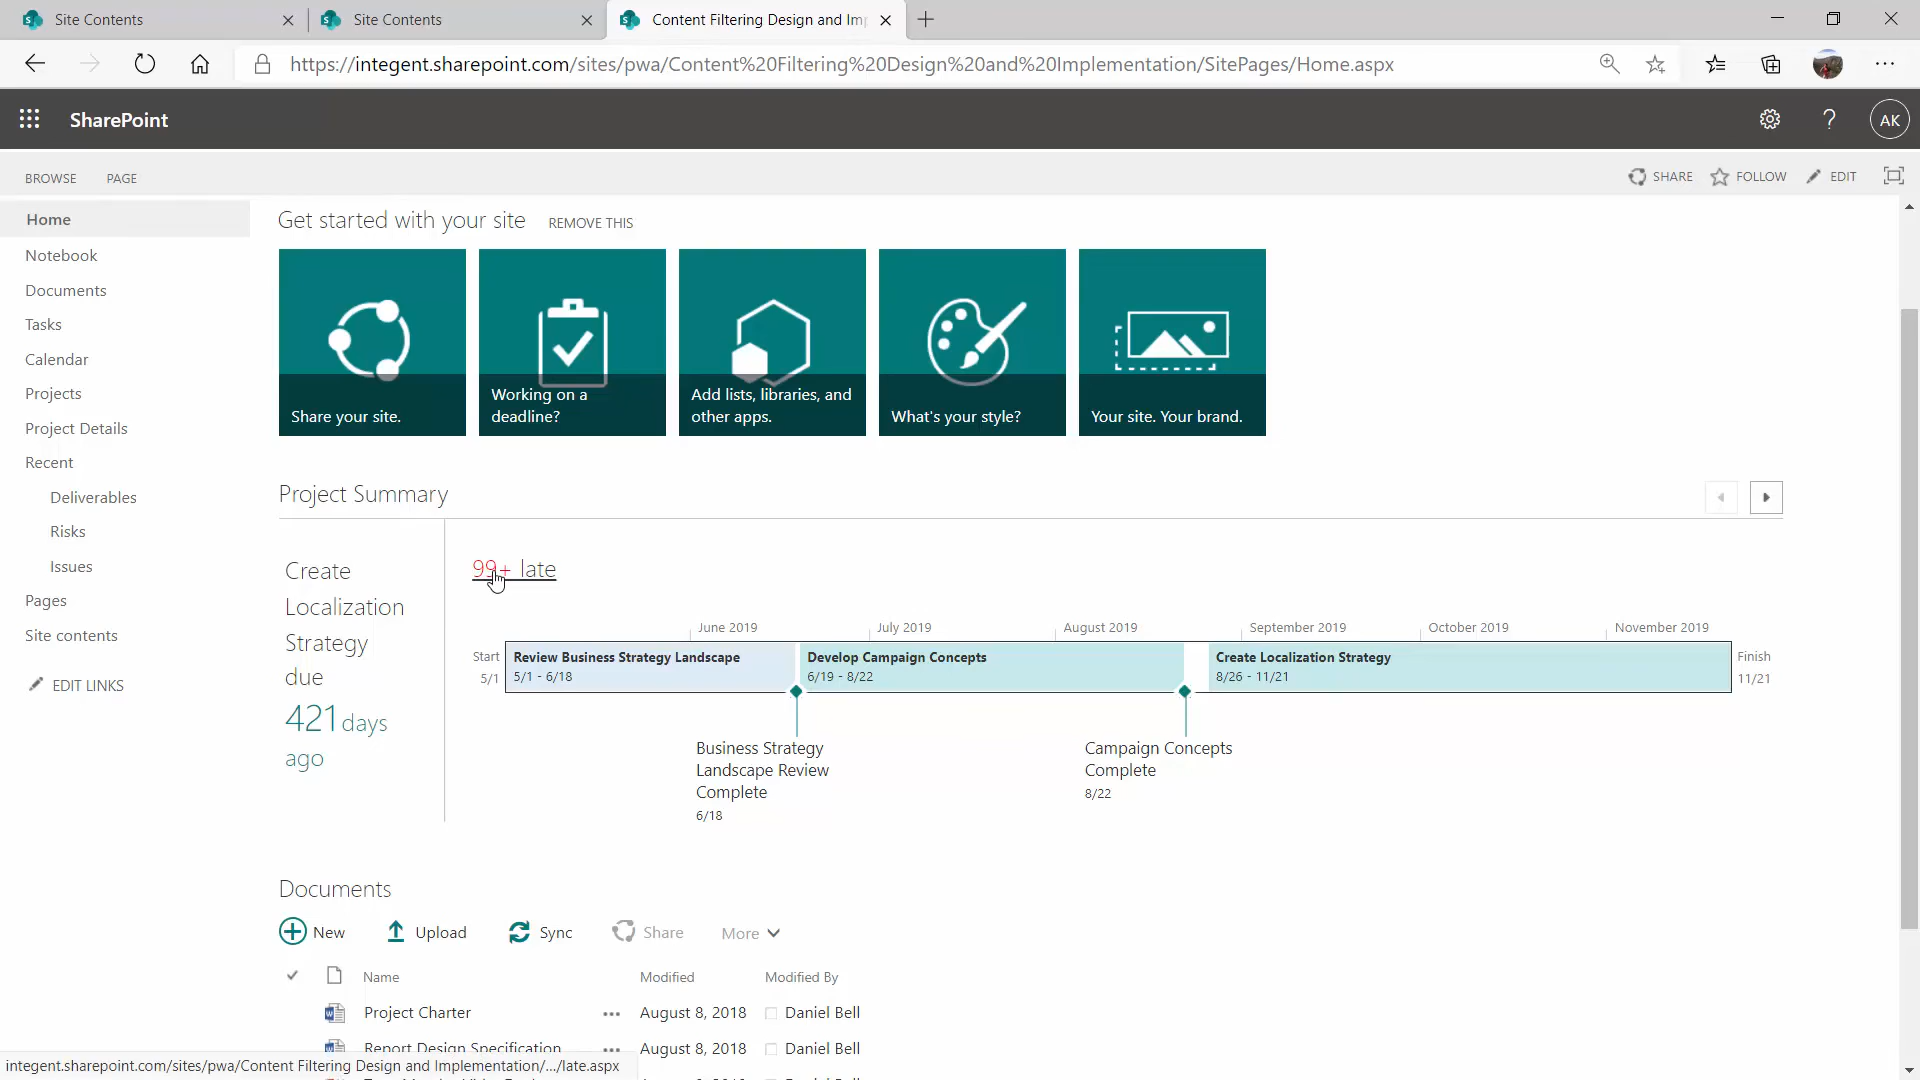 Site Contents
Site Contents
Content Filtering Design and Im
https://integent.sharepoint.com/sites/pwa/Content%20Filtering%20Design%20and%20Implementation/SitePages/Home.aspx
SharePoint
?
AK
BROWSE
PAGE
SHARE
FOLLOW
EDIT
Home
Notebook
Documents
Tasks
Calendar
Projects
Project Details
Recent
Deliverables
Risks
Issues
Pages
Site contents
EDIT LINKS
Get started with your site
REMOVE THIS
Share your site.
Working on a
deadline?
Add lists, libraries, and
other apps.
What's your style?
Your site. Your brand.
Project Summary
Create
Localization
Strategy
due
421 days
ago
99+ late
June 2019
July 2019
August 2019
September 2019
October 2019
November 2019
Start
5/1
Review Business Strategy Landscape
5/1 - 6/18
Develop Campaign Concepts
6/19 - 8/22
Create Localization Strategy
8/26 - 11/21
Finish
11/21
Business Strategy
Landscape Review
Complete
6/18
Campaign Concepts
Complete
8/22
Documents
New
Upload
Sync
Share
More
Name
Modified
Modified By
Project Charter
... August 8, 2018
Daniel Bell
Report Design Specification
... August 8, 2018
Daniel Bell
integent.sharepoint.com/sites/pwa/Content Filtering Design and Implementation/.../late.aspx